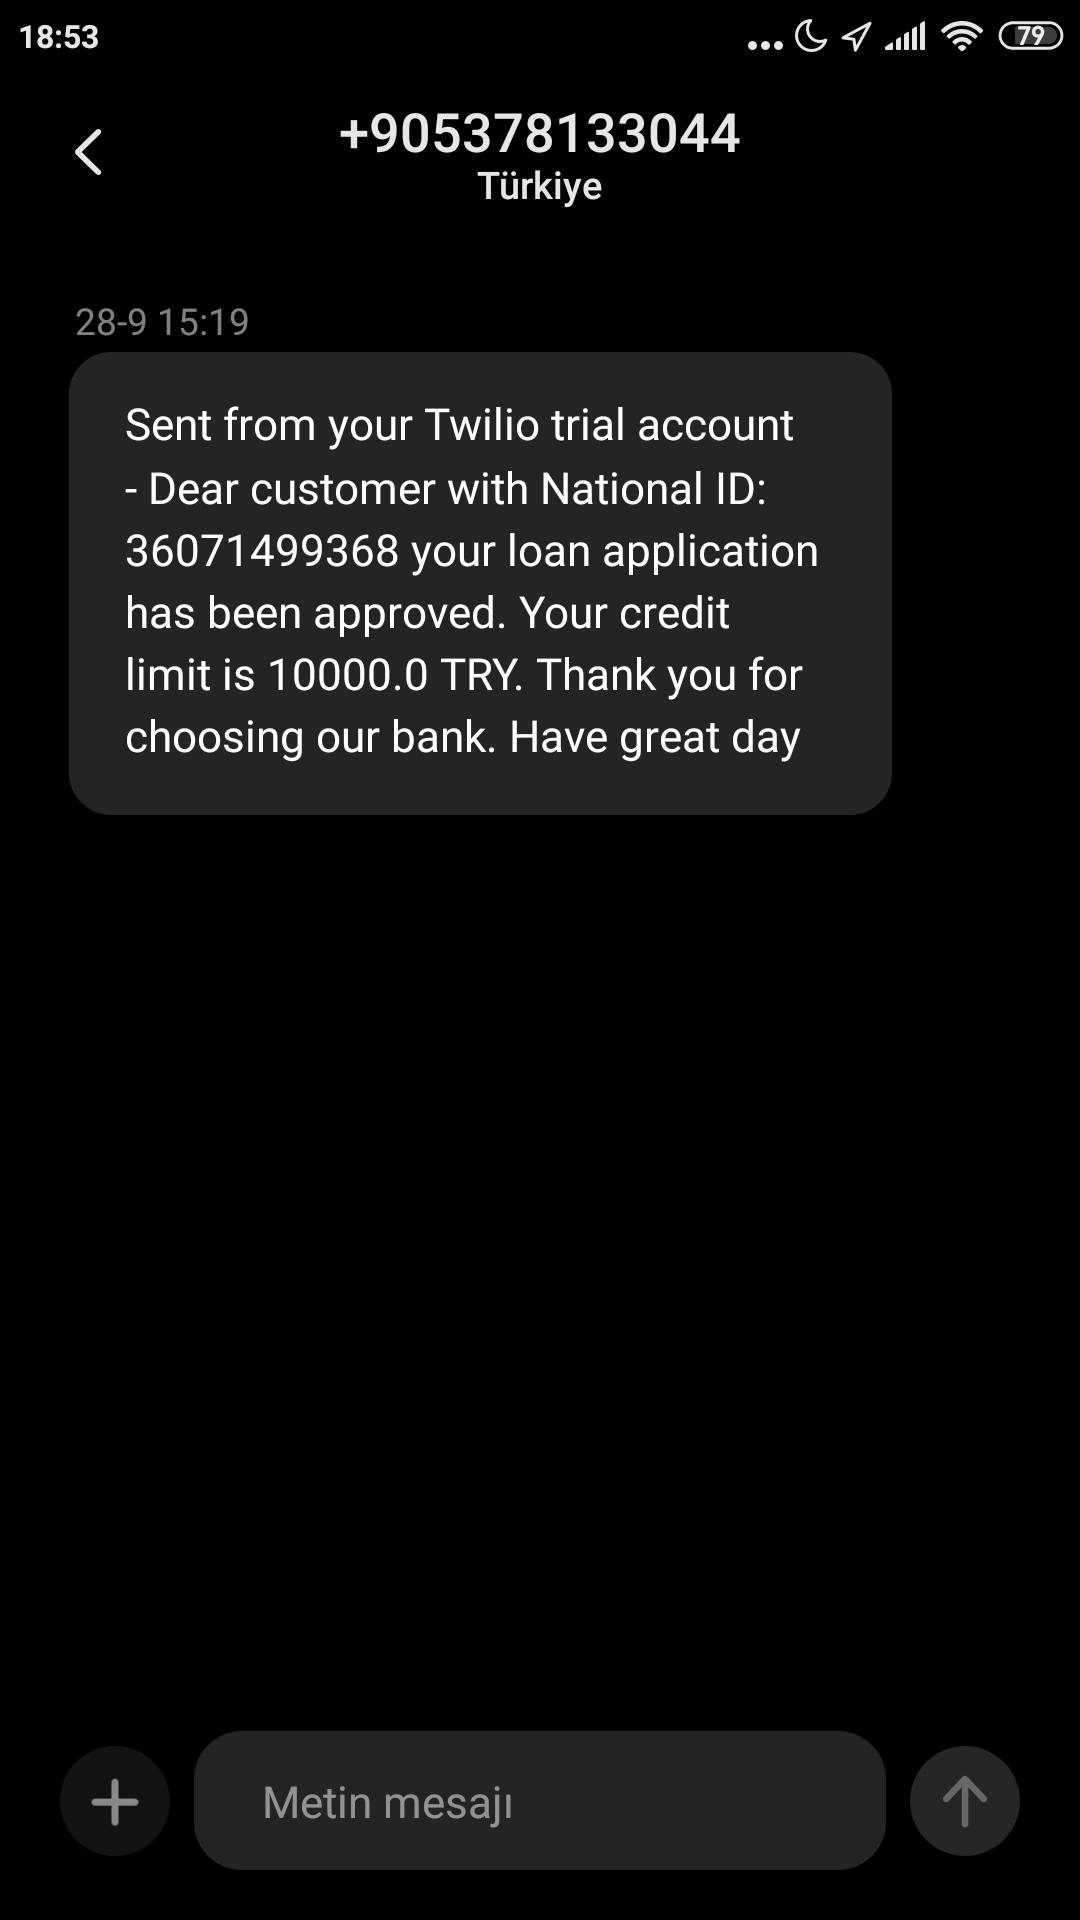 18:53
79
+905378133044
Türkiye
28-9 15:19
Sent from your Twilio trial account
- Dear customer with National ID:
36071499368 your loan application
has been approved. Your credit
limit is 10000.0 TRY. Thank you for
choosing our bank. Have great day
Metin mesajı